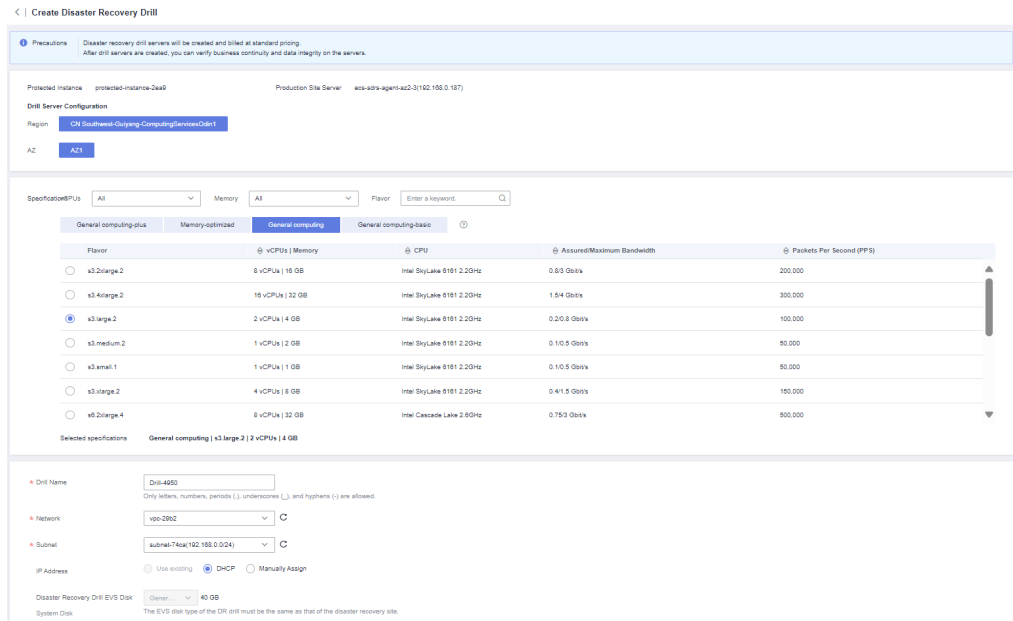 Create Disaster Recovery Drill
Precautions Disaster recovery drill servers will be created and billed at standard pricing.
After drill servers are created, you can verify business continuity and data integrity on the servers.
Protected Instance protected-instance-2ea9 Production Site Server ecs-sdrs-agent-az2-3(192.168.0.187)
Drill Server Configuration
Region CN Southwest-Guiyang-ComputingServicesOdin1
AZ AZ1
Specifications vCPUs All Memory All Flavor Enter a keyword.
General computing-plus Memory-optimized General computing General computing-basic
Flavor vCPUs | Memory CPU Assured/Maximum Bandwidth Packets Per Second (PPS)
s3.2xlarge.2 8 vCPUs | 16 GB Intel SkyLake 6161 2.2GHz 0.8/3 Gbit/s 200,000
s3.4xlarge.2 16 vCPUs | 32 GB Intel SkyLake 6161 2.2GHz 1.5/4 Gbit/s 300,000
s3.large.2 2 vCPUs | 4 GB Intel SkyLake 6161 2.2GHz 0.2/0.8 Gbit/s 100,000
s3.medium.2 1 vCPUs | 2 GB Intel SkyLake 6161 2.2GHz 0.1/0.5 Gbit/s 50,000
s3.small.1 1 vCPUs | 1 GB Intel SkyLake 6161 2.2GHz 0.1/0.5 Gbit/s 50,000
s3.xlarge.2 4 vCPUs | 8 GB Intel SkyLake 6161 2.2GHz 0.4/1.5 Gbit/s 150,000
s6.2xlarge.4 8 vCPUs | 32 GB Intel Cascade Lake 2.6GHz 0.75/3 Gbit/s 500,000
Selected specifications General computing | s3.large.2 | 2 vCPUs | 4 GB
* Drill Name Drill-4950
Only letters, numbers, periods (.), underscores (_), and hyphens (-) are allowed.
* Network vpc-29b2
* Subnet subnet-74ca(192.168.0.0/24)
IP Address Use existing DHCP Manually Assign
Disaster Recovery Drill EVS Disk Gener... 40 GB
System Disk The EVS disk type of the DR drill must be the same as that of the disaster recovery site.